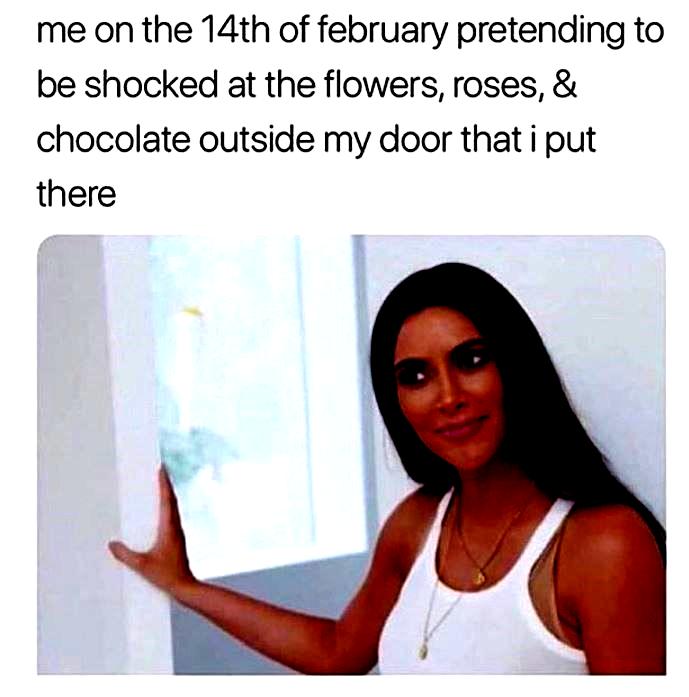 me on the 14th of february pretending to
be shocked at the flowers, roses, &
chocolate outside my door that i put
there